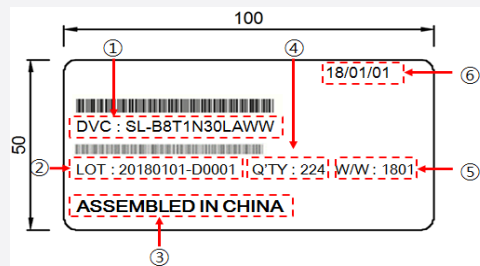 100
① ④
18/01/01 ⑥
50
DVC : SL-B8T1N30LAWW
② LOT : 20180101-D0001 Q'TY : 224 W/W : 1801 ⑤
ASSEMBLED IN CHINA
③